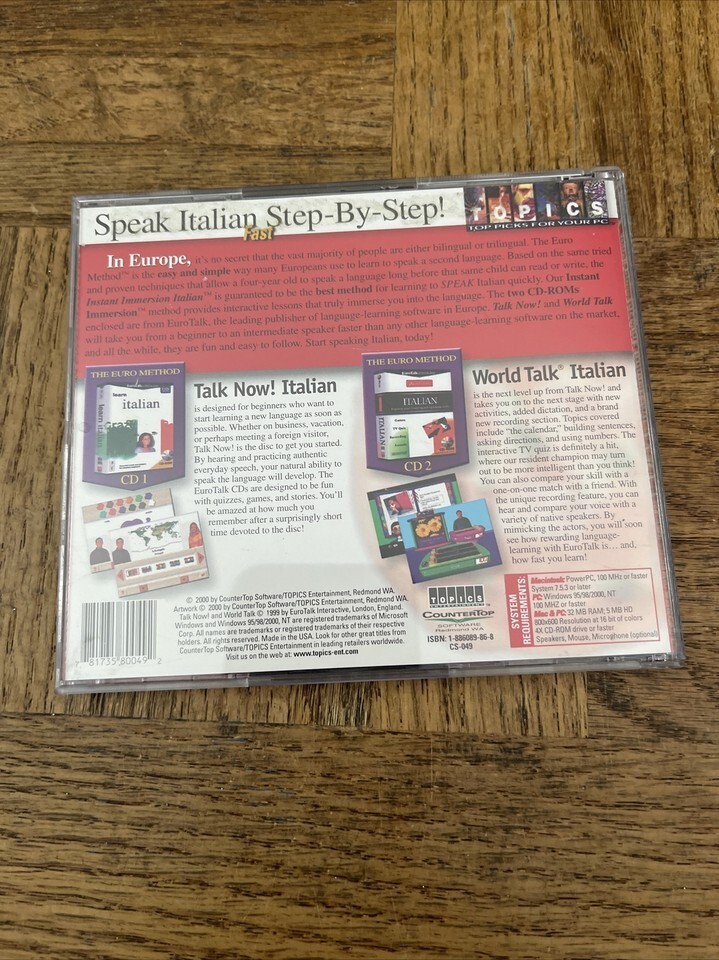 Speak Italian Step-By-Step!
Fast
TOPICS
TOP PICKS FOR YOUR PC
In Europe, it's no secret that the vast majority of people are either bilingual or trilingual. The Euro
Method™ is the easy and simple way many Europeans use to learn to speak a second language. Based on the same tried
and proven techniques that allow a four-year old to speak a language long before that same child can read or write, the
Instant Immersion Italian™ is guaranteed to be the best method for learning to SPEAK Italian quickly. Our Instant
Immersion™ method provides interactive lessons that truly immerse you into the language. The two CD-ROMs
enclosed are from EuroTalk, the leading publisher of language-learning software in Europe. Talk Now! and World Talk
will take you from a beginner to an intermediate speaker faster than any other language-learning software on the market,
and all the while, they are fun and easy to follow. Start speaking Italian, today!
THE EURO METHOD
learn
italian
CD 1
Talk Now! Italian
is designed for beginners who want to
start learning a new language as soon as
possible. Whether on business, vacation,
or perhaps meeting a foreign visitor,
Talk Now! is the disc to get you started.
By hearing and practicing authentic
everyday speech, your natural ability to
speak the language will develop. The
EuroTalk CDs are designed to be fun
with quizzes, games, and stories. You'll
be amazed at how much you
remember after a surprisingly short
time devoted to the disc!
THE EURO METHOD
ITALIAN
ITALIAN
CD 2
World Talk® Italian
is the next level up from Talk Now! and
takes you on to the next stage with new
activities, added dictation, and a brand
new recording section. Topics covered
include "the calendar," building sentences,
asking directions, and using numbers. The
interactive TV quiz is definitely a hit,
where our resident champion may turn
out to be more intelligent than you think!
You can also compare your skill with a
one-on-one match with a friend. With
the unique recording feature, you can
hear and compare your voice with a
variety of native speakers. By
mimicking the actors, you will soon
see how rewarding language-
learning with EuroTalk is… and,
how fast you learn!
© 2000 by CounterTop Software/TOPICS Entertainment, Redmond WA.
Artwork © 2000 by CounterTop Software/TOPICS Entertainment, Redmond WA.
Talk Now! and World Talk © 1999 by EuroTalk Interactive, London, England.
Windows and Windows 95/98/2000, NT are registered trademarks of Microsoft
Corp. All names are trademarks or registered trademarks of their respective
holders. All rights reserved. Made in the USA. Look for other great titles from
CounterTop Software/TOPICS Entertainment in leading retailers worldwide.
Visit us on the web at: www.topics-ent.com
7 81735 80049 2
TOPICS
ENTERTAINMENT
COUNTERTOP
SOFTWARE
Redmond WA
ISBN: 1-886089-86-8
CS-049
SYSTEM
REQUIREMENTS:
Macintosh: PowerPC, 100 MHz or faster
System 7.5.3 or later
PC: Windows 95/98/2000, NT
100 MHz or faster
Mac & PC: 32 MB RAM; 5 MB HD
800x600 Resolution at 16 bit of colors
4X CD-ROM drive or faster
Speakers, Mouse, Microphone (optional)